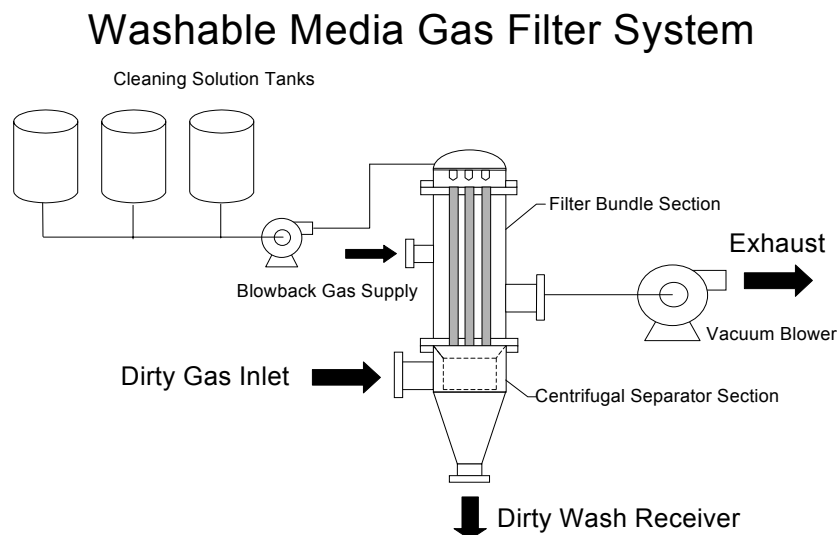 Washable Media Gas Filter System
Cleaning Solution Tanks
Filter Bundle Section
Exhaust
Blowback Gas Supply
Vacuum Blower
Dirty Gas Inlet
Centrifugal Separator Section
Dirty Wash Receiver